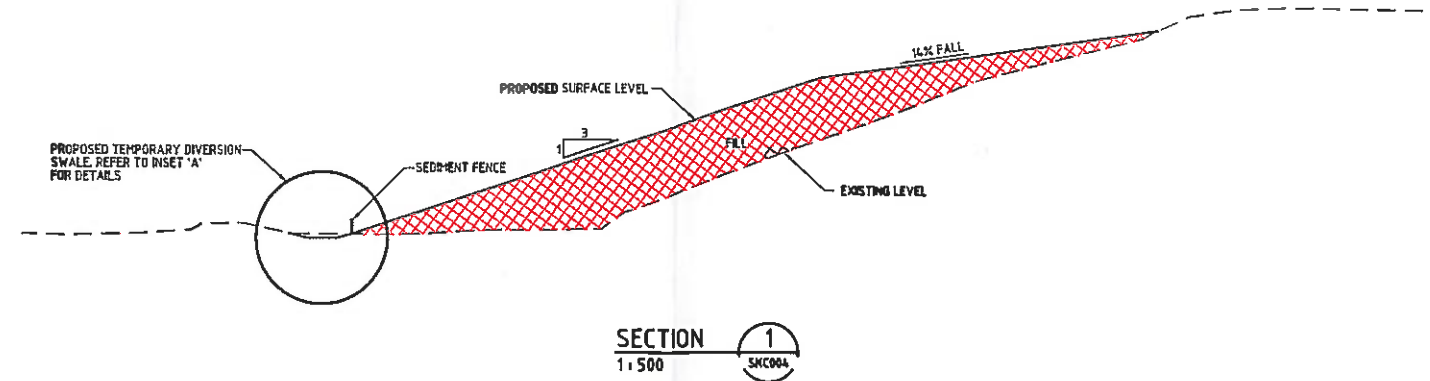 14% FALL
PROPOSED SURFACE LEVEL
3
1
FILL
PROPOSED TEMPORARY DIVERSION
SWALE. REFER TO INSET 'A'
FOR DETAILS
SEDIMENT FENCE
EXISTING LEVEL
SECTION
1
1:500
SKC004